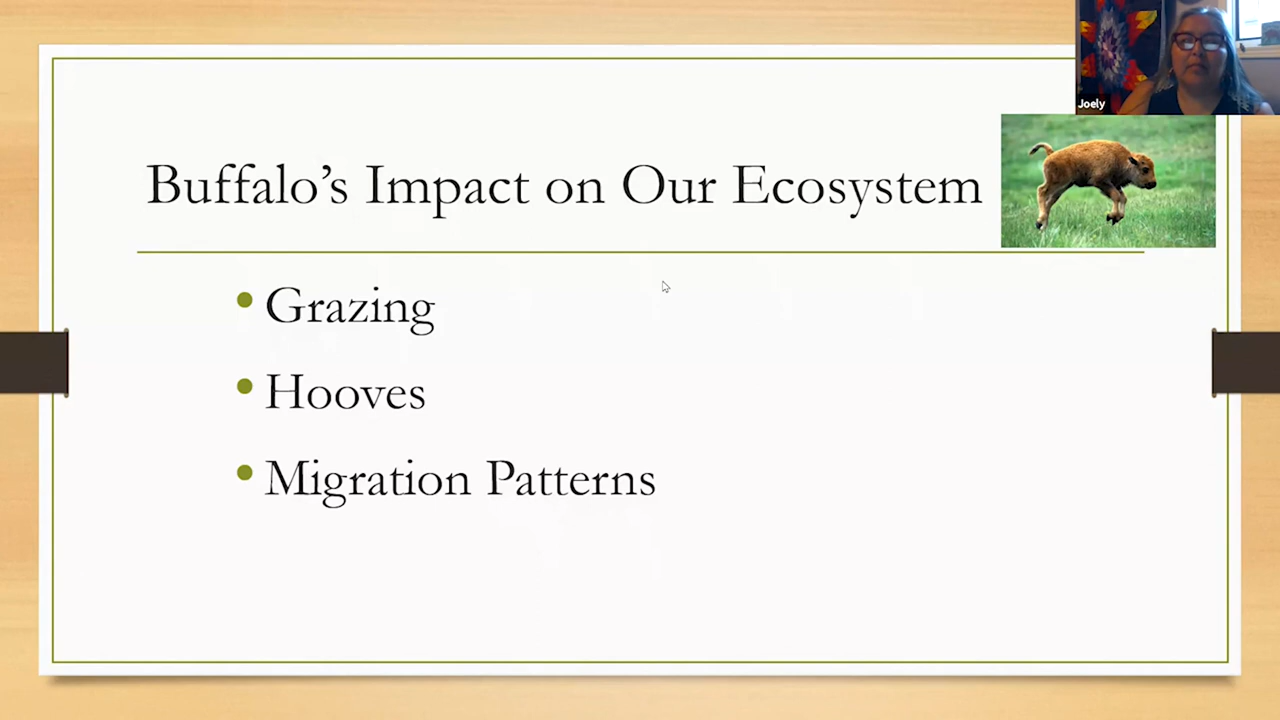 Joely
Buffalo’s Impact on Our Ecosystem
• Grazing
• Hooves
• Migration Patterns